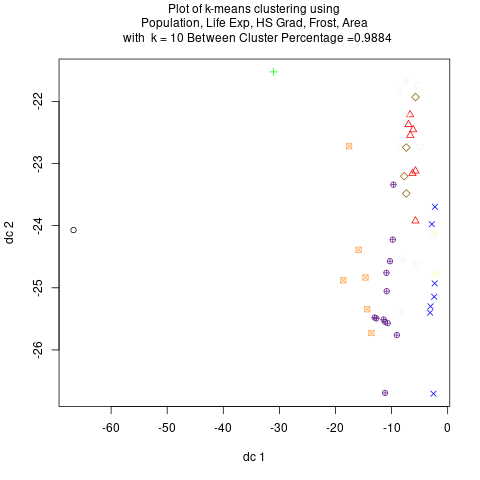 Plot of k-means clustering using
Population, Life Exp, HS Grad, Frost, Area
with k = 10 Between Cluster Percentage =0.9884
-22
-23
-24
-25
-26
dc 2
-60
-50
-40
-30
-20
-10
0
dc 1